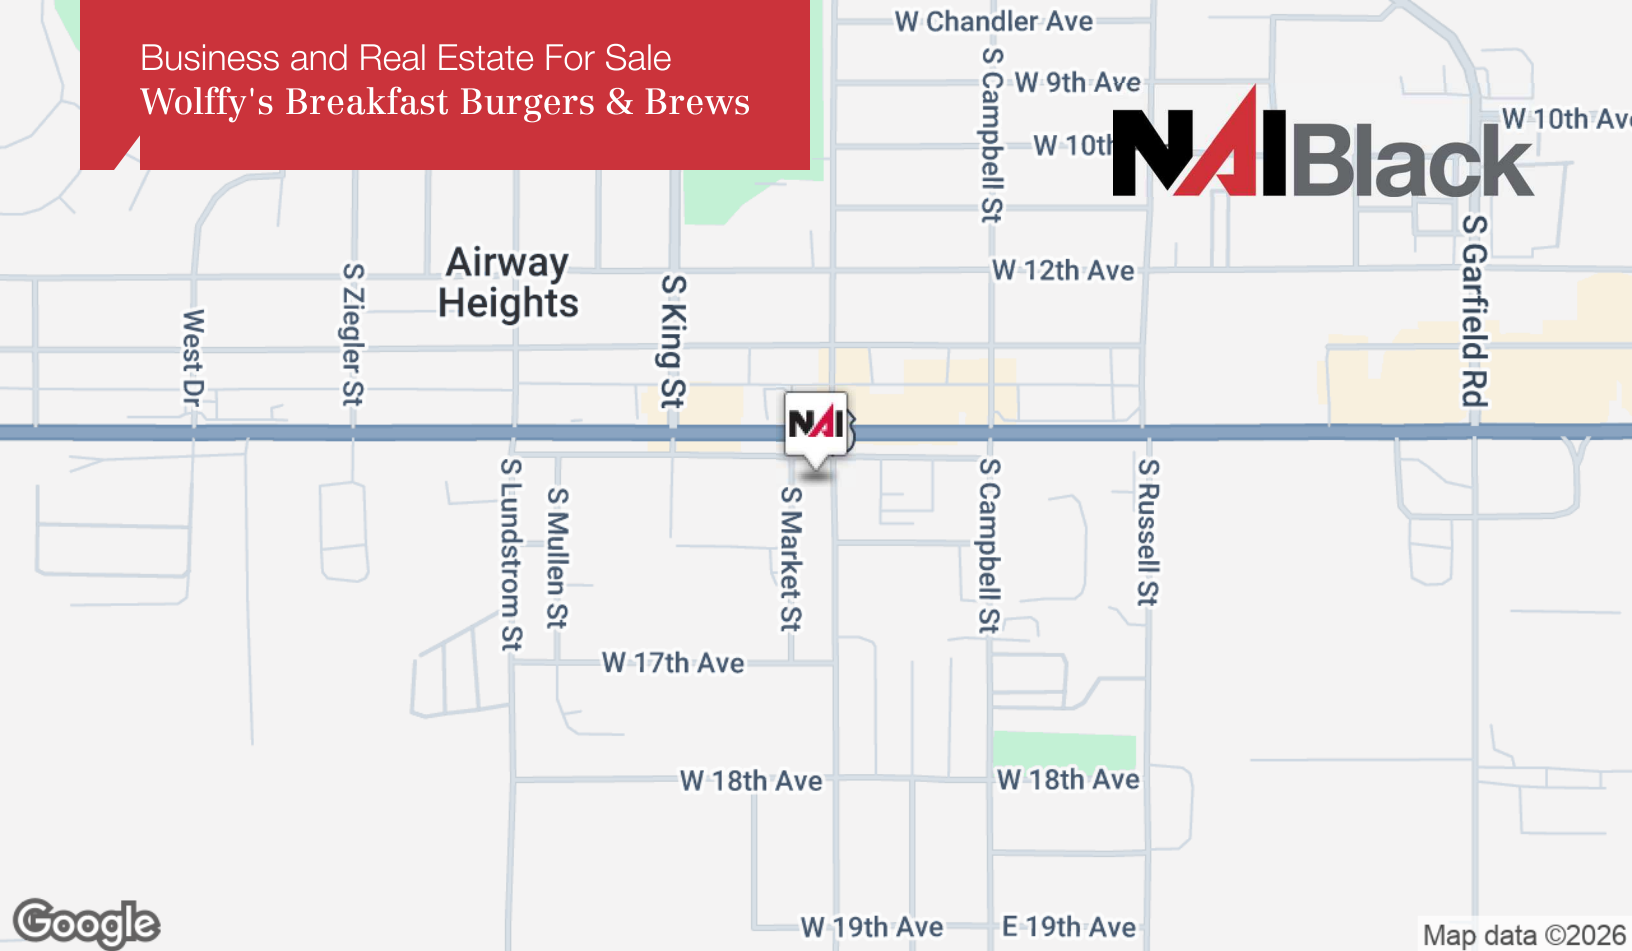 Business and Real Estate For Sale
Wolffy's Breakfast Burgers & Brews
NAIBlack
W Chandler Ave
S Campbell St
W 9th Ave
W 10th
W 10th Ave
W 12th Ave
S Garfield Rd
Airway
Heights
West Dr
S Ziegler St
S King St
NAI
S Lundstrom St
S Mullen St
S Market St
S Campbell St
S Russell St
W 17th Ave
W 18th Ave
W 18th Ave
W 19th Ave
E 19th Ave
Google
Map data ©2026